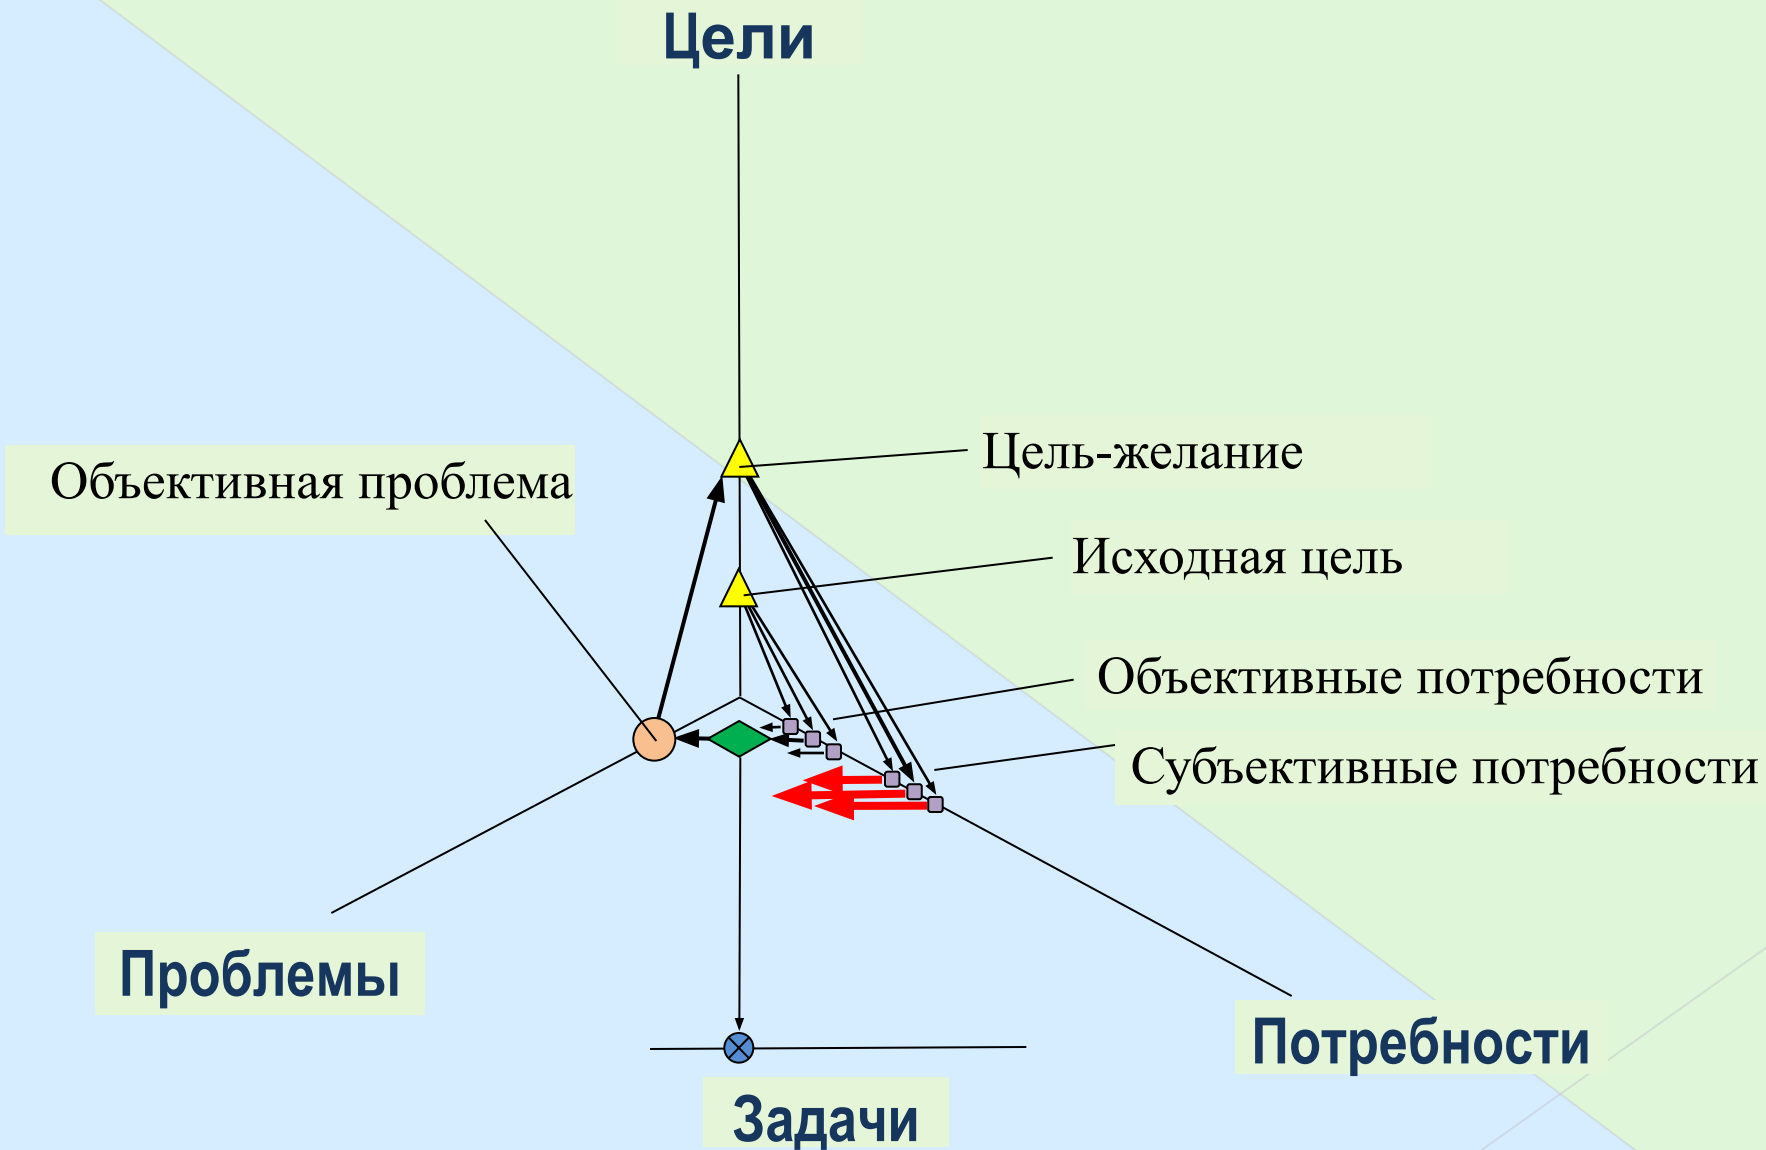 Цели
Цель-желание
Объективная проблема
Исходная цель
Объективные потребности
Субъективные потребности
Проблемы
Потребности
Задачи